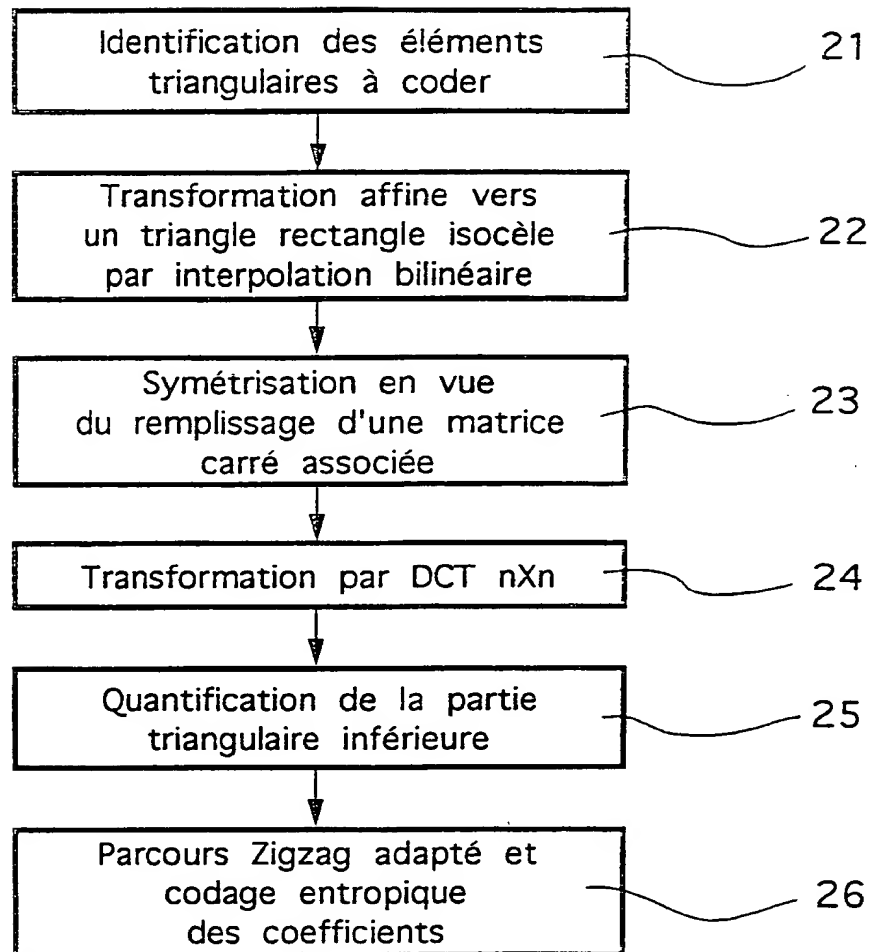 Identification des éléments
triangulaires à coder
21
Transformation affine vers
un triangle rectangle isocèle
par interpolation bilinéaire
22
Symétrisation en vue
du remplissage d'une matrice
carré associée
23
Transformation par DCT nXn
24
Quantification de la partie
triangulaire inférieure
25
Parcours Zigzag adapté et
codage entropique
des coefficients
26